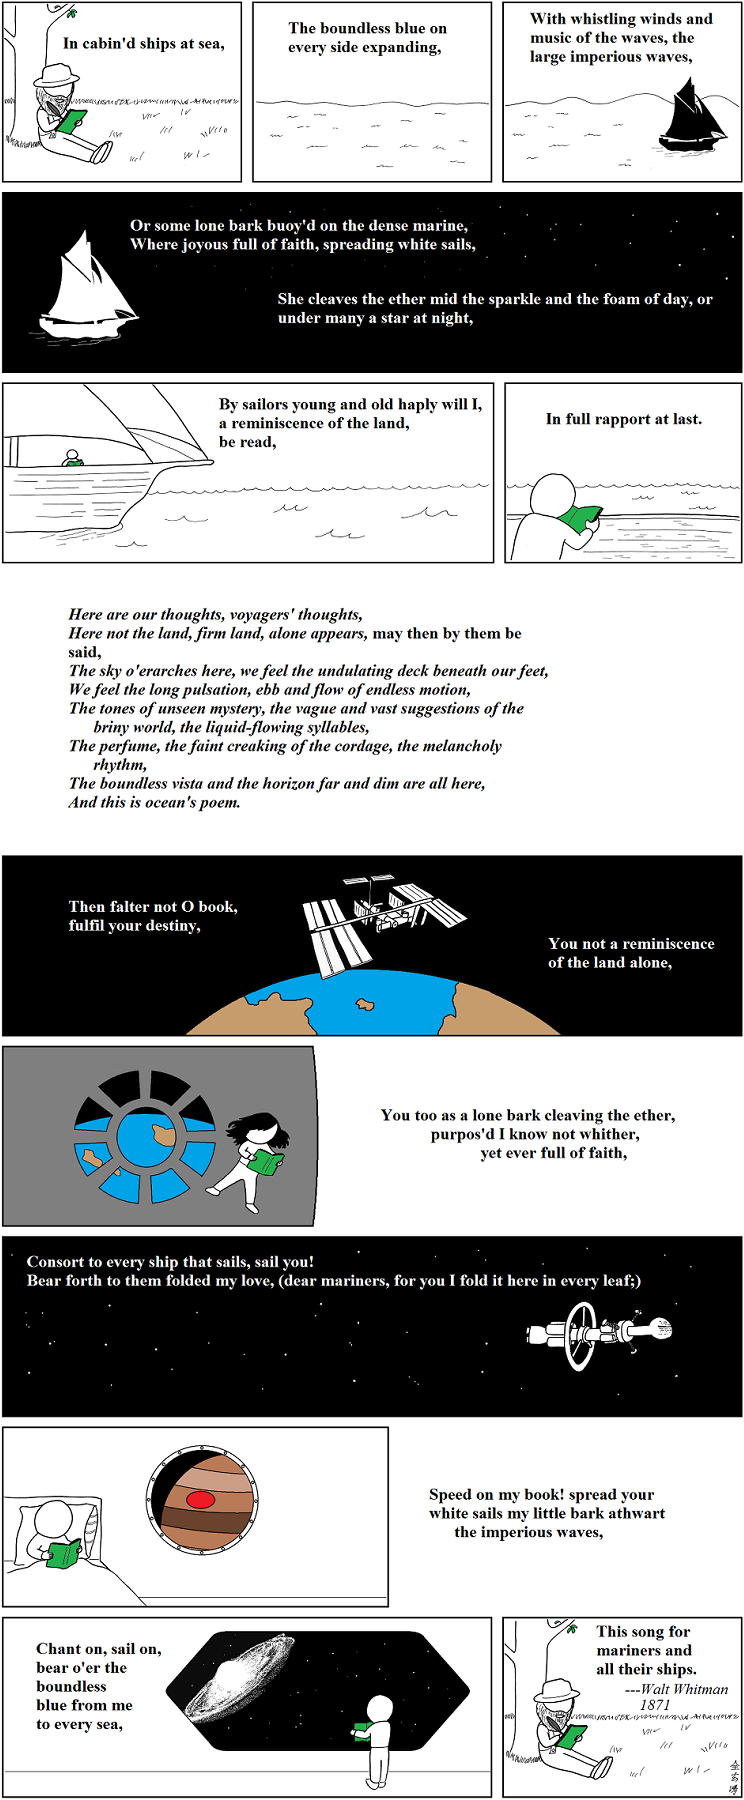 In cabin'd ships at sea,
The boundless blue on
every side expanding,
With whistling winds and
music of the waves, the
large imperious waves,
Or some lone bark buoy'd on the dense marine,
Where joyous full of faith, spreading white sails,
She cleaves the ether mid the sparkle and the foam of day, or
under many a star at night,
By sailors young and old haply will I,
a reminiscence of the land,
be read,
In full rapport at last.
Here are our thoughts, voyagers' thoughts,
Here not the land, firm land, alone appears, may then by them be
said,
The sky o'erarches here, we feel the undulating deck beneath our feet,
We feel the long pulsation, ebb and flow of endless motion,
The tones of unseen mystery, the vague and vast suggestions of the
briny world, the liquid-flowing syllables,
The perfume, the faint creaking of the cordage, the melancholy
rhythm,
The boundless vista and the horizon far and dim are all here,
And this is ocean's poem.
Then falter not O book,
fulfil your destiny,
You not a reminiscence
of the land alone,
You too as a lone bark cleaving the ether,
purpos'd I know not whither,
yet ever full of faith,
Consort to every ship that sails, sail you!
Bear forth to them folded my love, (dear mariners, for you I fold it here in every leaf;)
Speed on my book! spread your
white sails my little bark athwart
the imperious waves,
Chant on, sail on,
bear o'er the
boundless
blue from me
to every sea,
This song for
mariners and
all their ships.
---Walt Whitman
1871